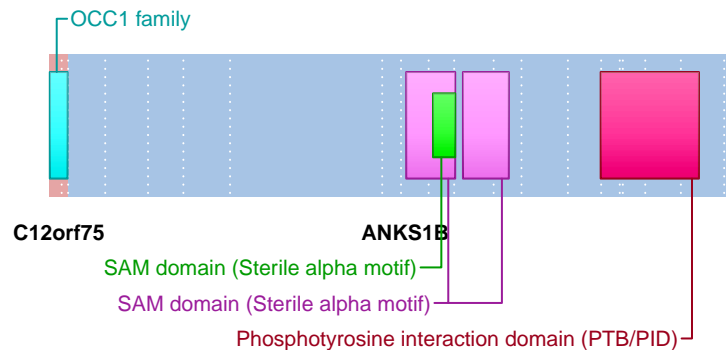 OCC1 family
C12orf75
ANKS1B
SAM domain (Sterile alpha motif)
SAM domain (Sterile alpha motif)
Phosphotyrosine interaction domain (PTB/PID)